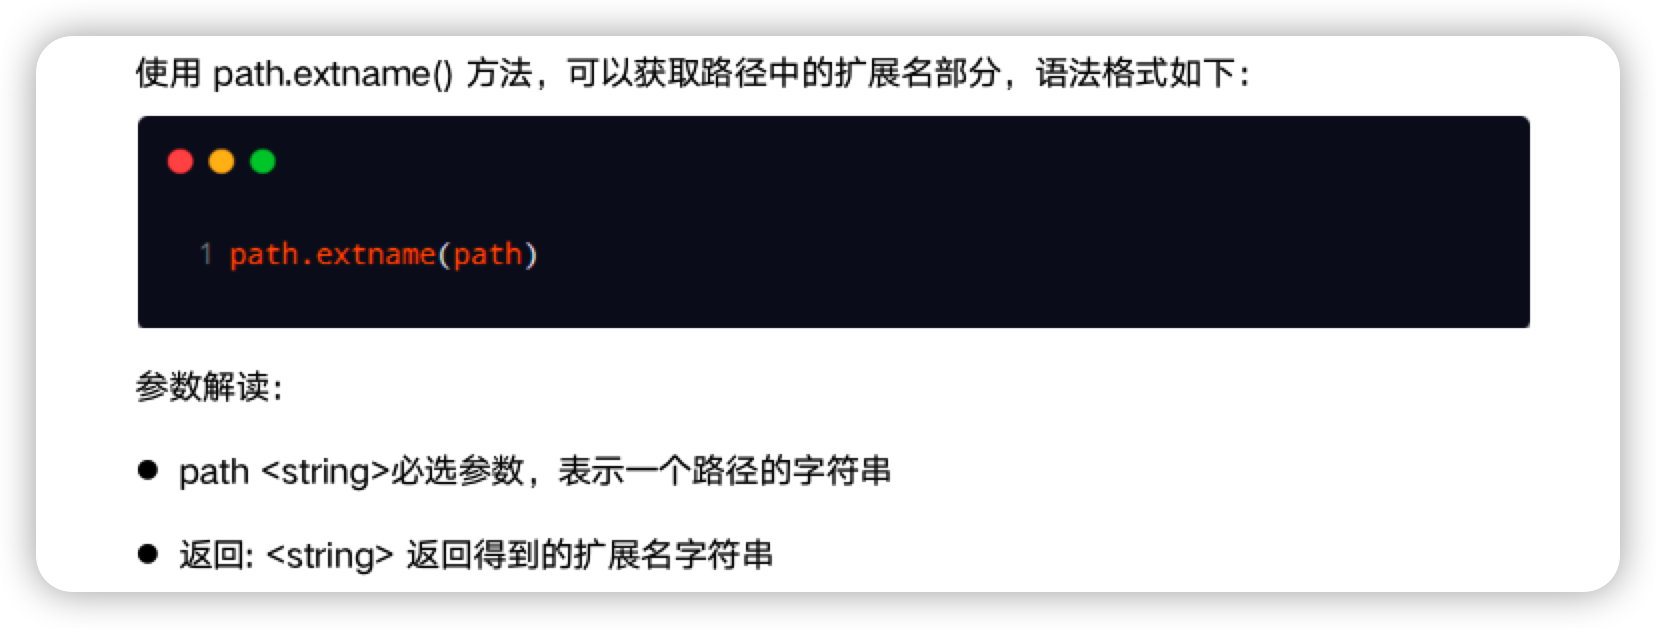 使用 path.extname() 方法，可以获取路径中的扩展名部分，语法格式如下：
1 path.extname(path)
参数解读：
● path <string>必选参数，表示一个路径的字符串
● 返回: <string> 返回得到的扩展名字符串